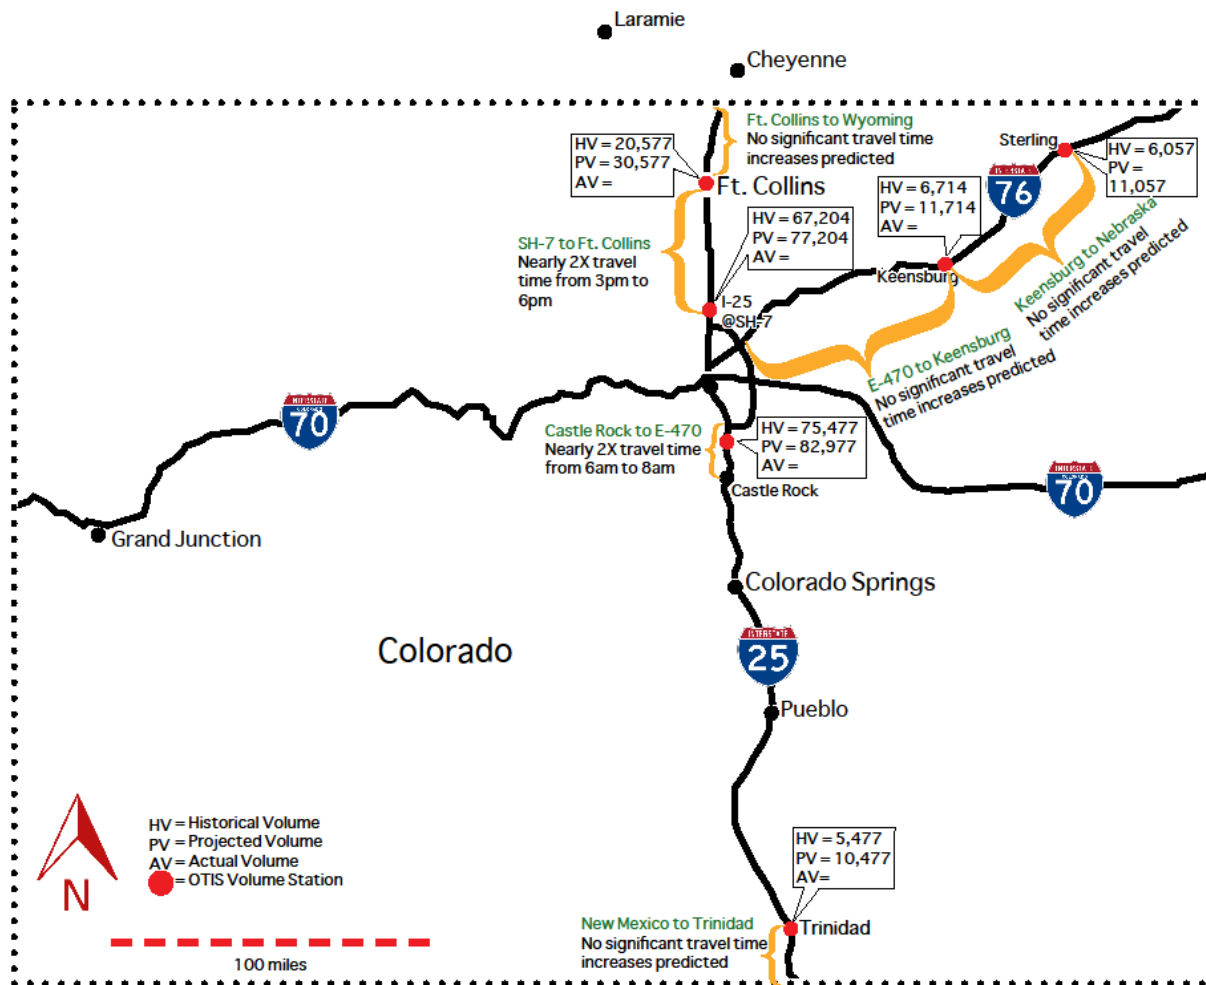 Laramie
Cheyenne
Ft. Collins to Wyoming
No significant travel time
increases predicted
HV = 20,577
PV = 30,577
AV =
Ft. Collins
Sterling
HV = 6,057
PV =
11,057
AV =
INTERSTATE
76
HV = 6,714
PV = 11,714
AV =
Keensburg
Keensburg to Nebraska
No significant travel
time increases predicted
SH-7 to Ft. Collins
Nearly 2X travel
time from 3pm to
6pm
HV = 67,204
PV = 77,204
AV =
I-25
@SH-7
E-470 to Keensburg
No significant travel
time increases predicted
INTERSTATE
COLORADO
70
Castle Rock to E-470
Nearly 2X travel time
from 6am to 8am
HV = 75,477
PV = 82,977
AV =
Castle Rock
INTERSTATE
COLORADO
70
Grand Junction
Colorado Springs
Colorado
INTERSTATE
25
Pueblo
HV = Historical Volume
PV = Projected Volume
AV = Actual Volume
= OTIS Volume Station
N
100 miles
HV = 5,477
PV = 10,477
AV=
Trinidad
New Mexico to Trinidad
No significant travel time
increases predicted